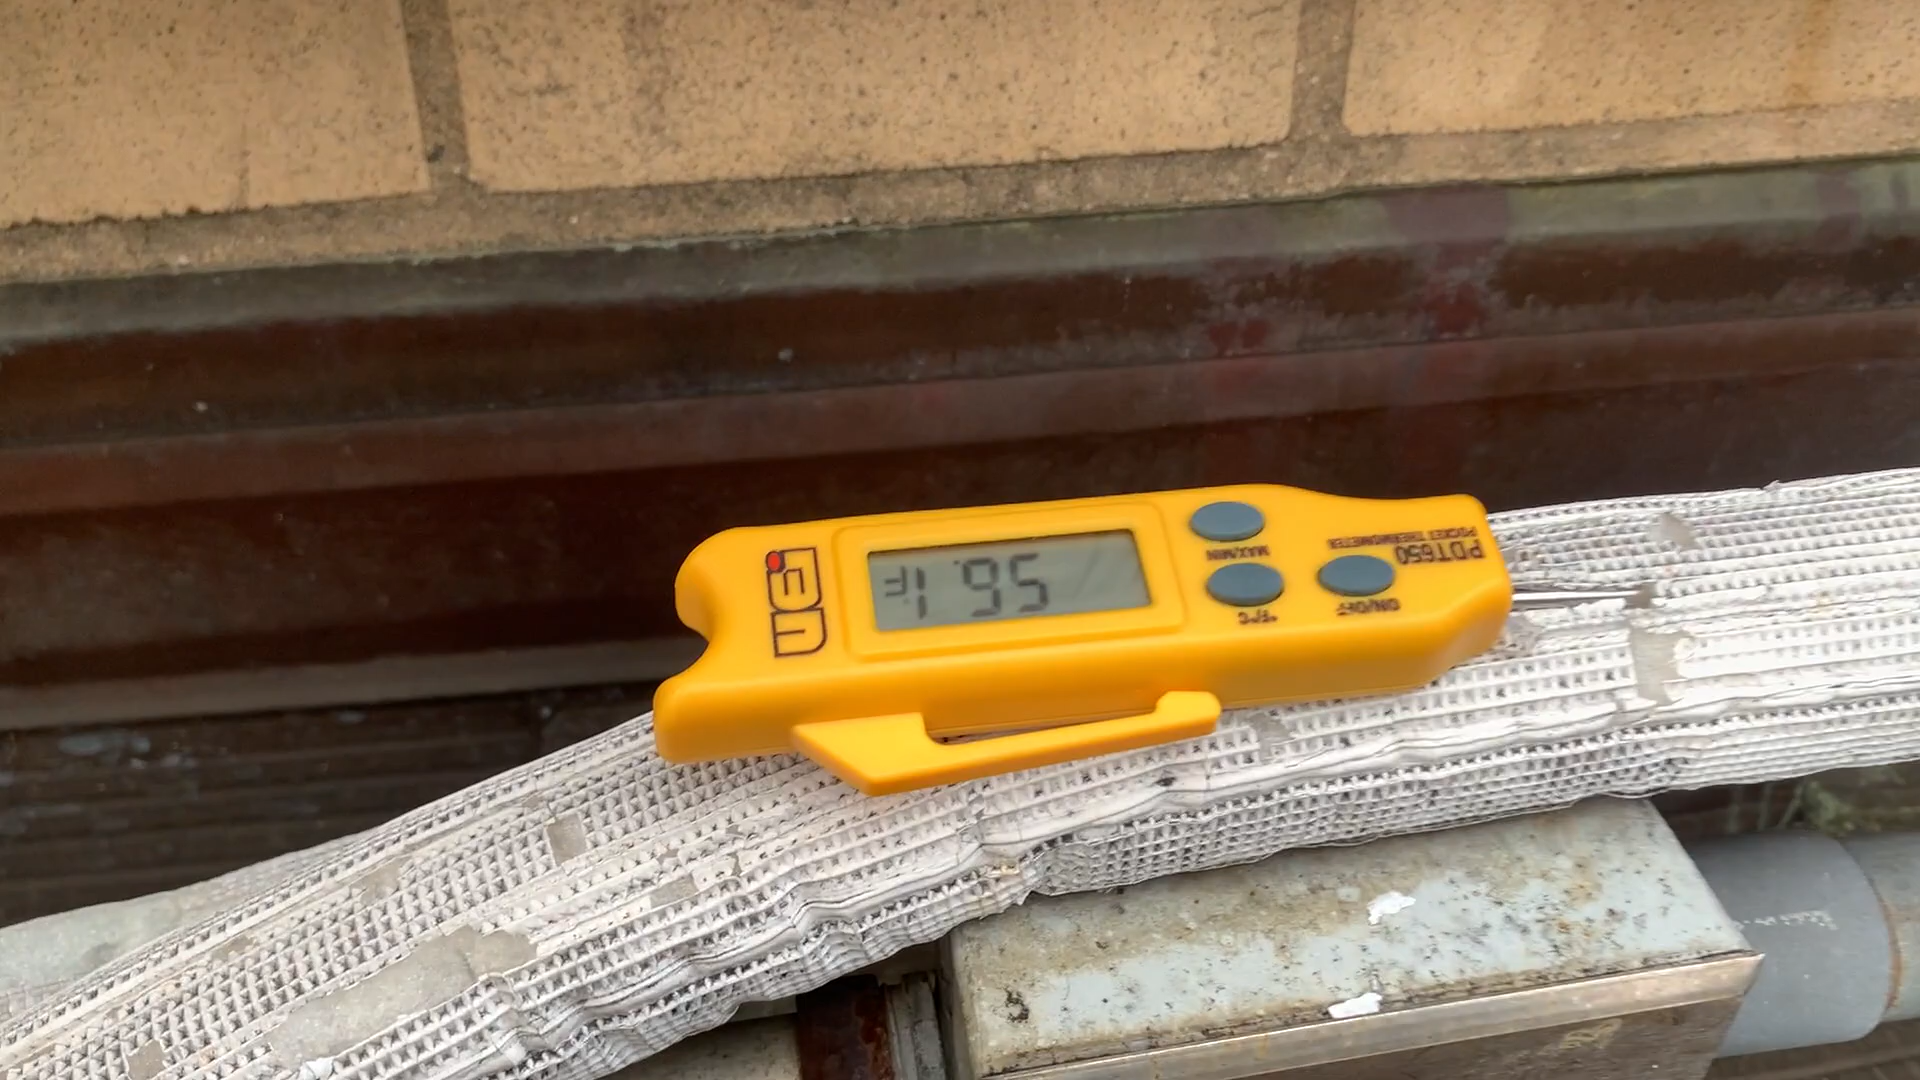 PDT650
POCKET THERMOMETER
ON/OFF
°F/°C
MAX/MIN
56.1 °F
UEi